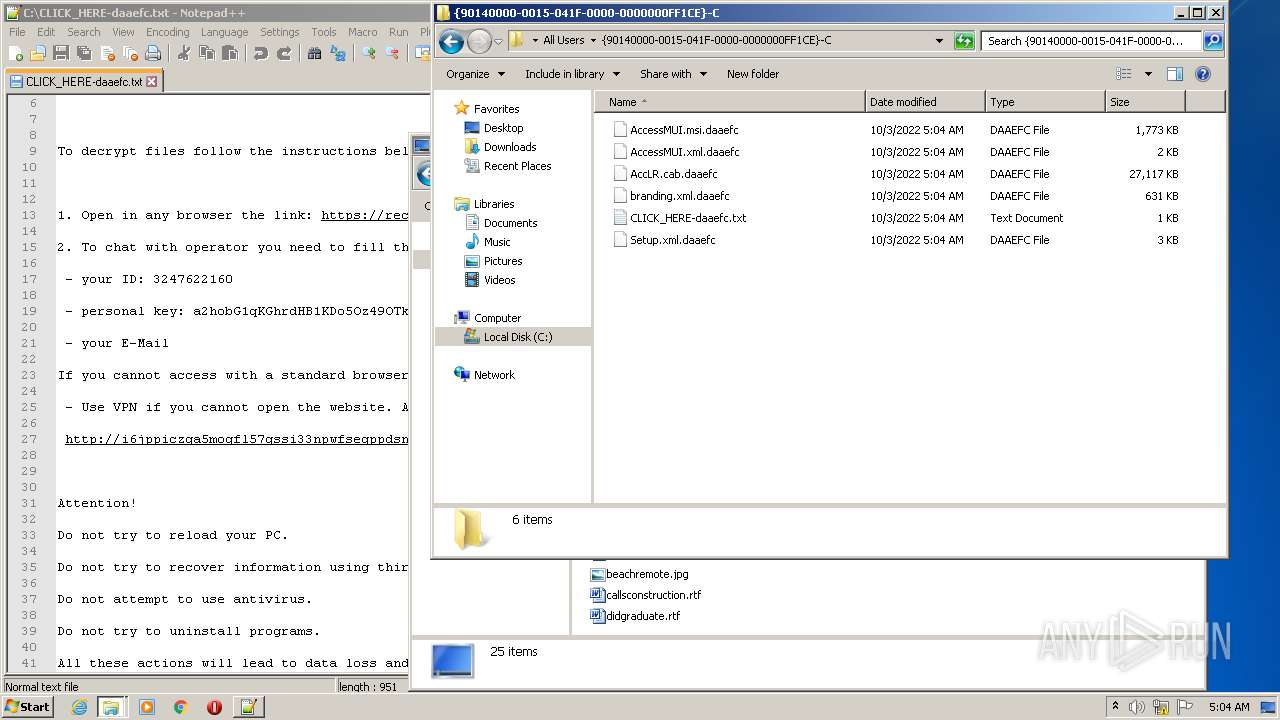 C:\CLICK_HERE-daaefc.txt - Notepad++
File Edit Search View Encoding Language Settings Tools Macro Run
CLICK_HERE-daaefc.txt
6
7
8
9 To decrypt files follow the instructions bel
10
11
12
13 1. Open in any browser the link: https://rec
14
15 2. To chat with operator you need to fill th
16
17 - your ID: 3247622160
18
19 - personal key: a2hobG1qKGhrdHB1KDo5Oz49OTk
20
21 - your E-Mail
22
23 If you cannot access with a standard browser
24
25 - Use VPN if you cannot open the website. A
26
27 http://i6jppiczqa5moqfl57qssi33npwfseqppdsn
28
29
30
31 Attention!
32
33 Do not try to reload your PC.
34
35 Do not try to recover information using thir
36
37 Do not attempt to use antivirus.
38
39 Do not try to uninstall programs.
40
41 All these actions will lead to data loss and
Normal text file length : 951
{90140000-0015-041F-0000-0000000FF1CE}-C
All Users {90140000-0015-041F-0000-0000000FF1CE}-C Search {90140000-0015-041F-0000-0...
Organize Include in library Share with New folder
Favorites
Desktop
Downloads
Recent Places
Libraries
Documents
Music
Pictures
Videos
Computer
Local Disk (C:)
Network
Name Date modified Type Size
AccessMUI.msi.daaefc 10/3/2022 5:04 AM DAAEFC File 1,773 KB
AccessMUI.xml.daaefc 10/3/2022 5:04 AM DAAEFC File 2 KB
AccLR.cab.daaefc 10/3/2022 5:04 AM DAAEFC File 27,117 KB
branding.xml.daaefc 10/3/2022 5:04 AM DAAEFC File 631 KB
CLICK_HERE-daaefc.txt 10/3/2022 5:04 AM Text Document 1 KB
Setup.xml.daaefc 10/3/2022 5:04 AM DAAEFC File 3 KB
6 items
beachremote.jpg
callsconstruction.rtf
didgraduate.rtf
25 items
ANY RUN
Start
5:04 AM